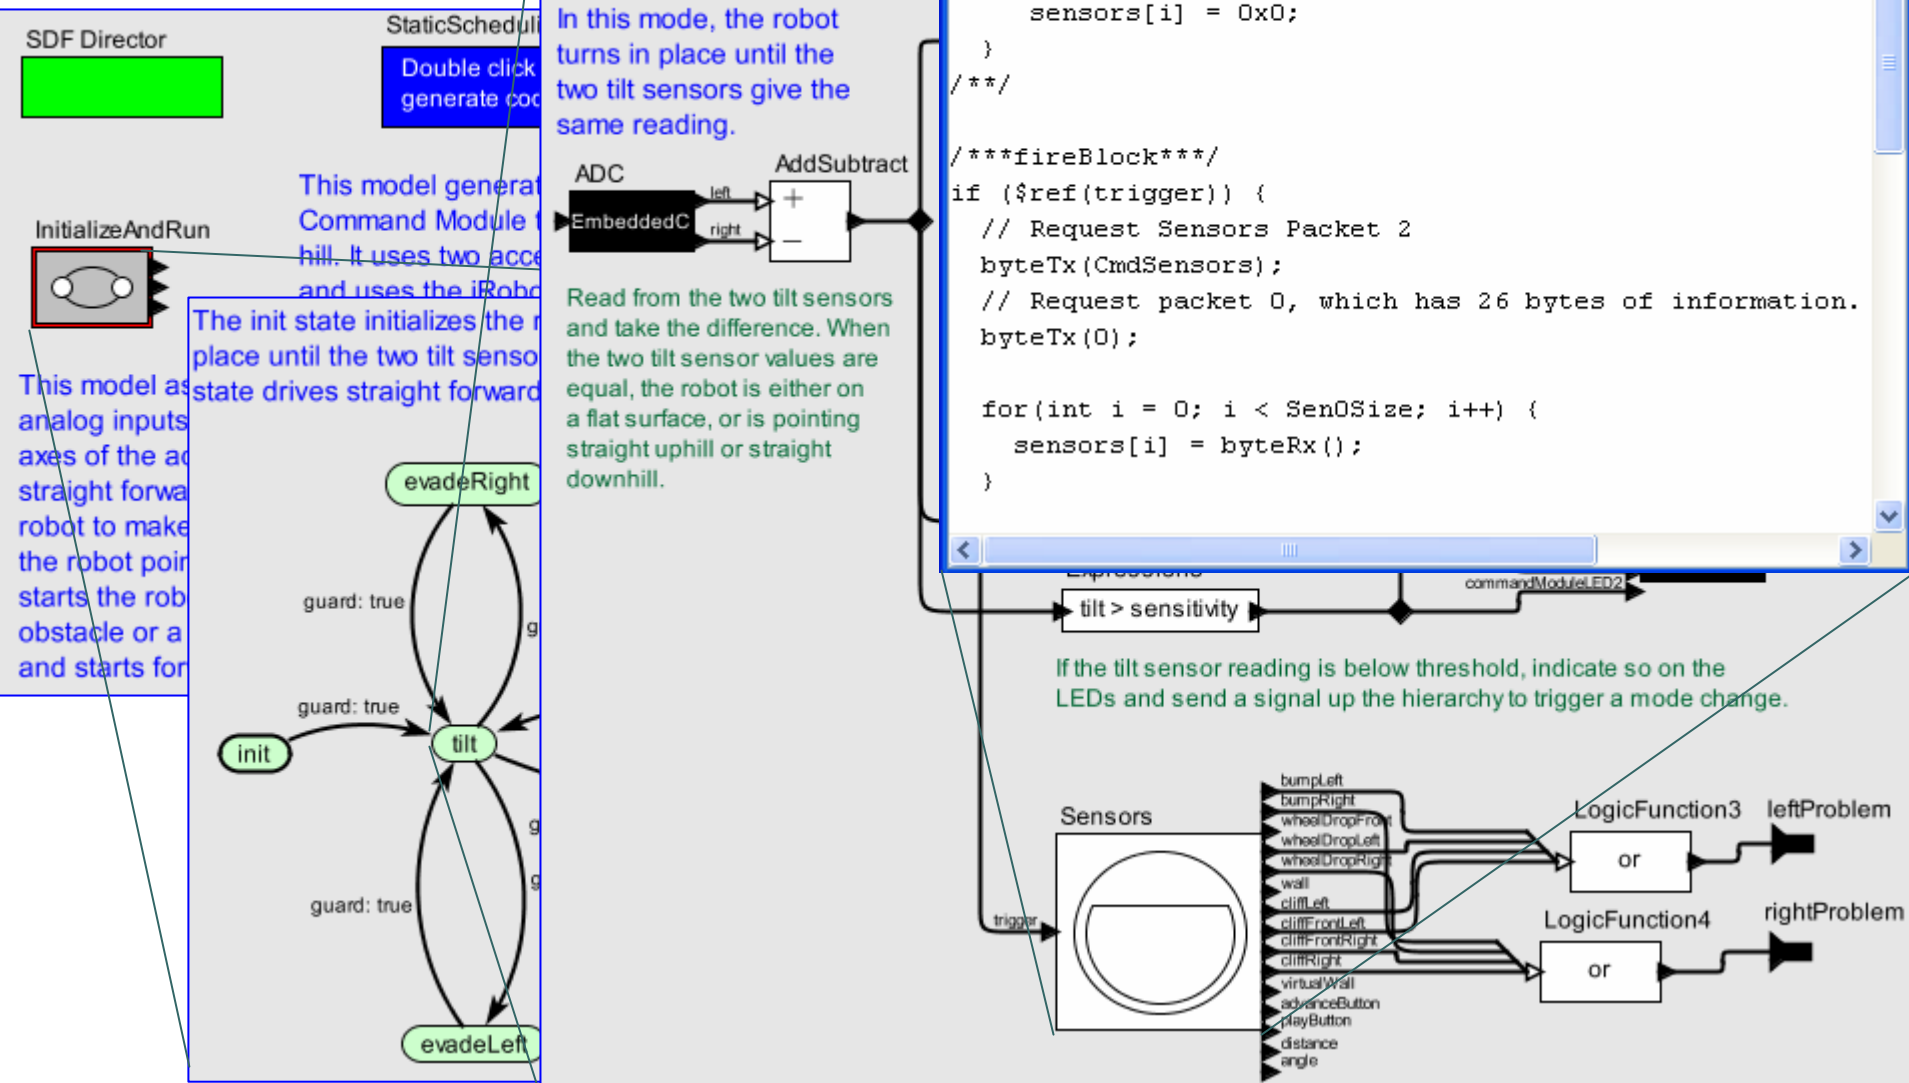 SDF Director
StaticScheduli
Double click
generate coc
This model generat
Command Module t
hill. It uses two acce
and uses the iRobo
InitializeAndRun
This model as
analog inputs
axes of the ac
straight forwa
robot to make
the robot poin
starts the rob
obstacle or a
and starts for
The init state initializes the r
place until the two tilt senso
state drives straight forward
evadeRight
guard: true
g
guard: true
init
tilt
g
g
guard: true
evadeLeft
In this mode, the robot
turns in place until the
two tilt sensors give the
same reading.
ADC
AddSubtract
EmbeddedC
left
right
+
−
Read from the two tilt sensors
and take the difference. When
the two tilt sensor values are
equal, the robot is either on
a flat surface, or is pointing
straight uphill or straight
downhill.
sensors[i] = 0x0;
}
/**/
/***fireBlock***/
if ($ref(trigger)) {
// Request Sensors Packet 2
byteTx(CmdSensors);
// Request packet 0, which has 26 bytes of information.
byteTx(0);
for(int i = 0; i < Sen0Size; i++) {
sensors[i] = byteRx();
}
commandModuleLED2
tilt > sensitivity
If the tilt sensor reading is below threshold, indicate so on the
LEDs and send a signal up the hierarchy to trigger a mode change.
Sensors
trigger
bumpLeft
bumpRight
wheelDropFront
wheelDropLeft
wheelDropRight
wall
cliffLeft
cliffFrontLeft
cliffFrontRight
cliffRight
virtualWall
advanceButton
playButton
distance
angle
LogicFunction3
or
leftProblem
LogicFunction4
or
rightProblem